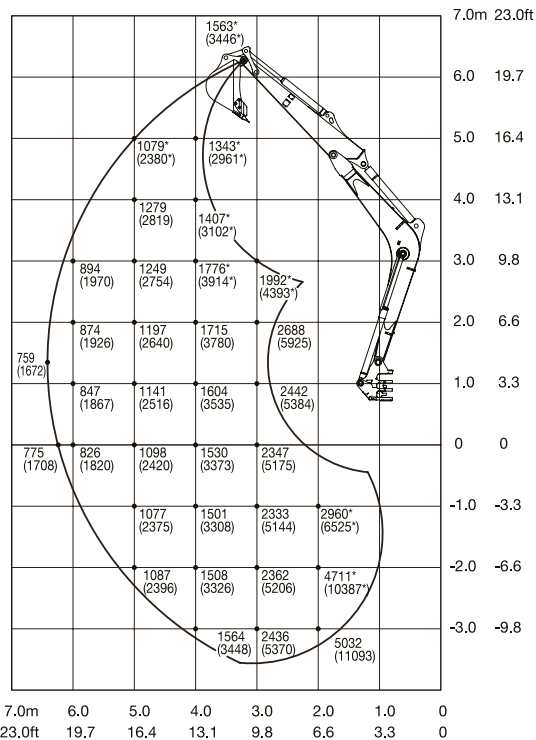 7.0m 23.0ft
1563*
(3446*)
6.0 19.7
5.0 16.4
1079* 1343*
(2380*) (2961*)
4.0 13.1
1279 1407*
(2819) (3102*)
3.0 9.8
894 1249 1776* 1992*
(1970) (2754) (3914*) (4393*)
2.0 6.6
874 1197 1715 2688
(1926) (2640) (3780) (5925)
759
(1672)
1.0 3.3
847 1141 1604 2442
(1867) (2516) (3535) (5384)
0 0
775 826 1098 1530 2347
(1708) (1820) (2420) (3373) (5175)
-1.0 -3.3
1077 1501 2333 2960*
(2375) (3308) (5144) (6525*)
-2.0 -6.6
1087 1508 2362 4711*
(2396) (3326) (5206) (10387*)
-3.0 -9.8
1564 2436 5032
(3448) (5370) (11093)
7.0m 6.0 5.0 4.0 3.0 2.0 1.0 0
23.0ft 19.7 16.4 13.1 9.8 6.6 3.3 0